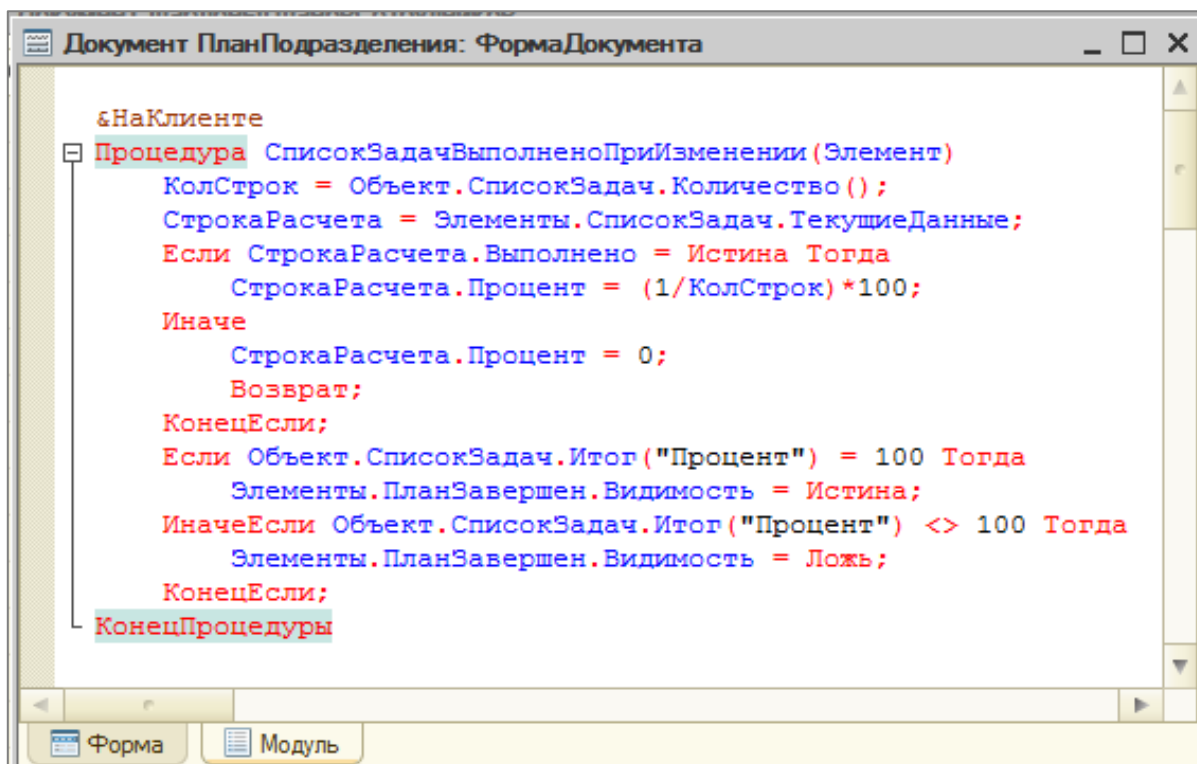 Документ ПланПодразделения: ФормаДокумента
&НаКлиенте
Процедура СписокЗадачВыполненоПриИзменении(Элемент)
КолСтрок = Объект.СписокЗадач.Количество();
СтрокаРасчета = Элементы.СписокЗадач.ТекущиеДанные;
Если СтрокаРасчета.Выполнено = Истина Тогда
СтрокаРасчета.Процент = (1/КолСтрок)*100;
Иначе
СтрокаРасчета.Процент = 0;
Возврат;
КонецЕсли;
Если Объект.СписокЗадач.Итог("Процент") = 100 Тогда
Элементы.ПланЗавершен.Видимость = Истина;
ИначеЕсли Объект.СписокЗадач.Итог("Процент") <> 100 Тогда
Элементы.ПланЗавершен.Видимость = Ложь;
КонецЕсли;
КонецПроцедуры
Форма Модуль